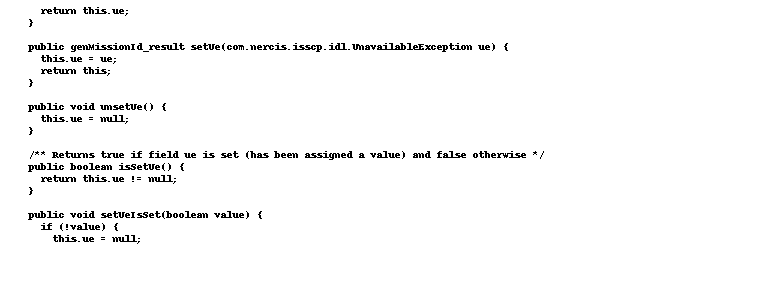 return this.ue;
}
public genMissionId_result setUe(com.nercis.isscp.idl.UnavailableException ue) {
this.ue = ue;
return this;
}
public void unsetUe() {
this.ue = null;
}
/** Returns true if field ue is set (has been assigned a value) and false otherwise */
public boolean isSetUe() {
return this.ue != null;
}
public void setUeIsSet(boolean value) {
if (!value) {
this.ue = null;